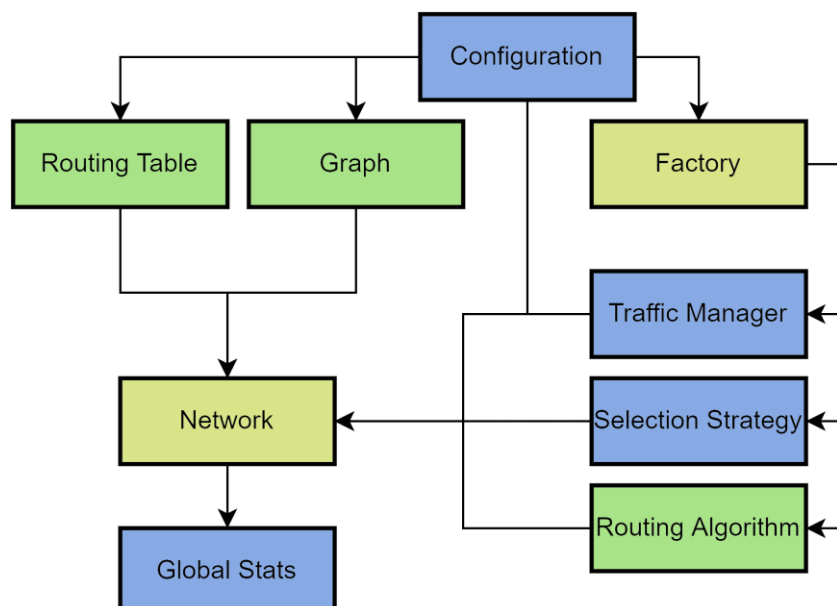 Configuration
Routing Table
Graph
Factory
Traffic Manager
Network
Selection Strategy
Routing Algorithm
Global Stats